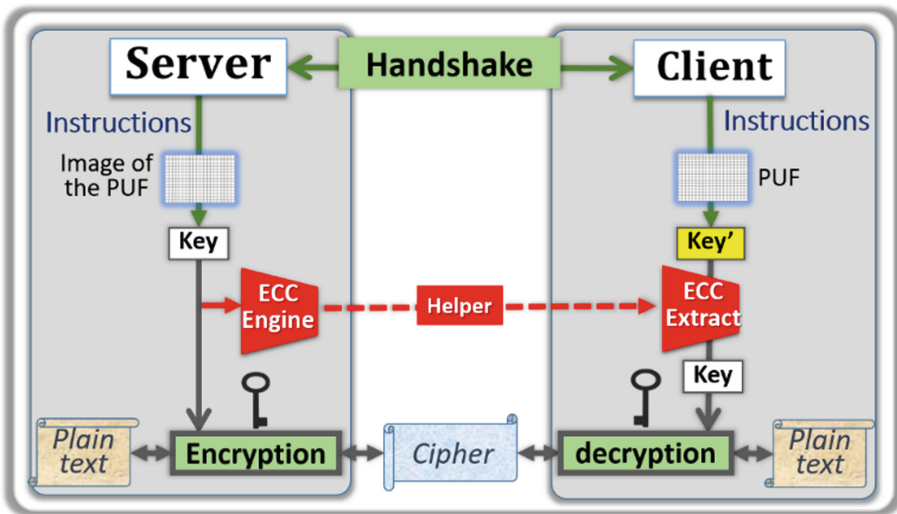 Server
Handshake
Client
Instructions
Instructions
Image of
the PUF
PUF
Key
Key’
ECC
Engine
Helper
ECC
Extract
Key
Plain
text
Encryption
Cipher
decryption
Plain
text